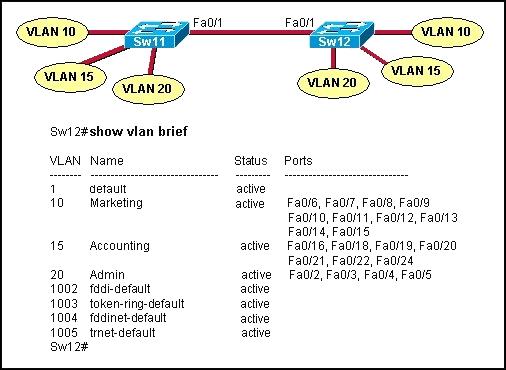 VLAN 10
Fa0/1
Fa0/1
VLAN 10
Sw11
Sw12
VLAN 15
VLAN 20
VLAN 20
VLAN 15
Sw12#show vlan brief
VLAN Name Status Ports
-------- -------------------------------- --------- -------------------------------
1 default active
10 Marketing active Fa0/6, Fa0/7, Fa0/8, Fa0/9
Fa0/10, Fa0/11, Fa0/12, Fa0/13
Fa0/14, Fa0/15
15 Accounting active Fa0/16, Fa0/18, Fa0/19, Fa0/20
Fa0/21, Fa0/22, Fa0/24
20 Admin active Fa0/2, Fa0/3, Fa0/4, Fa0/5
1002 fddi-default active
1003 token-ring-default active
1004 fddinet-default active
1005 trnet-default active
Sw12#